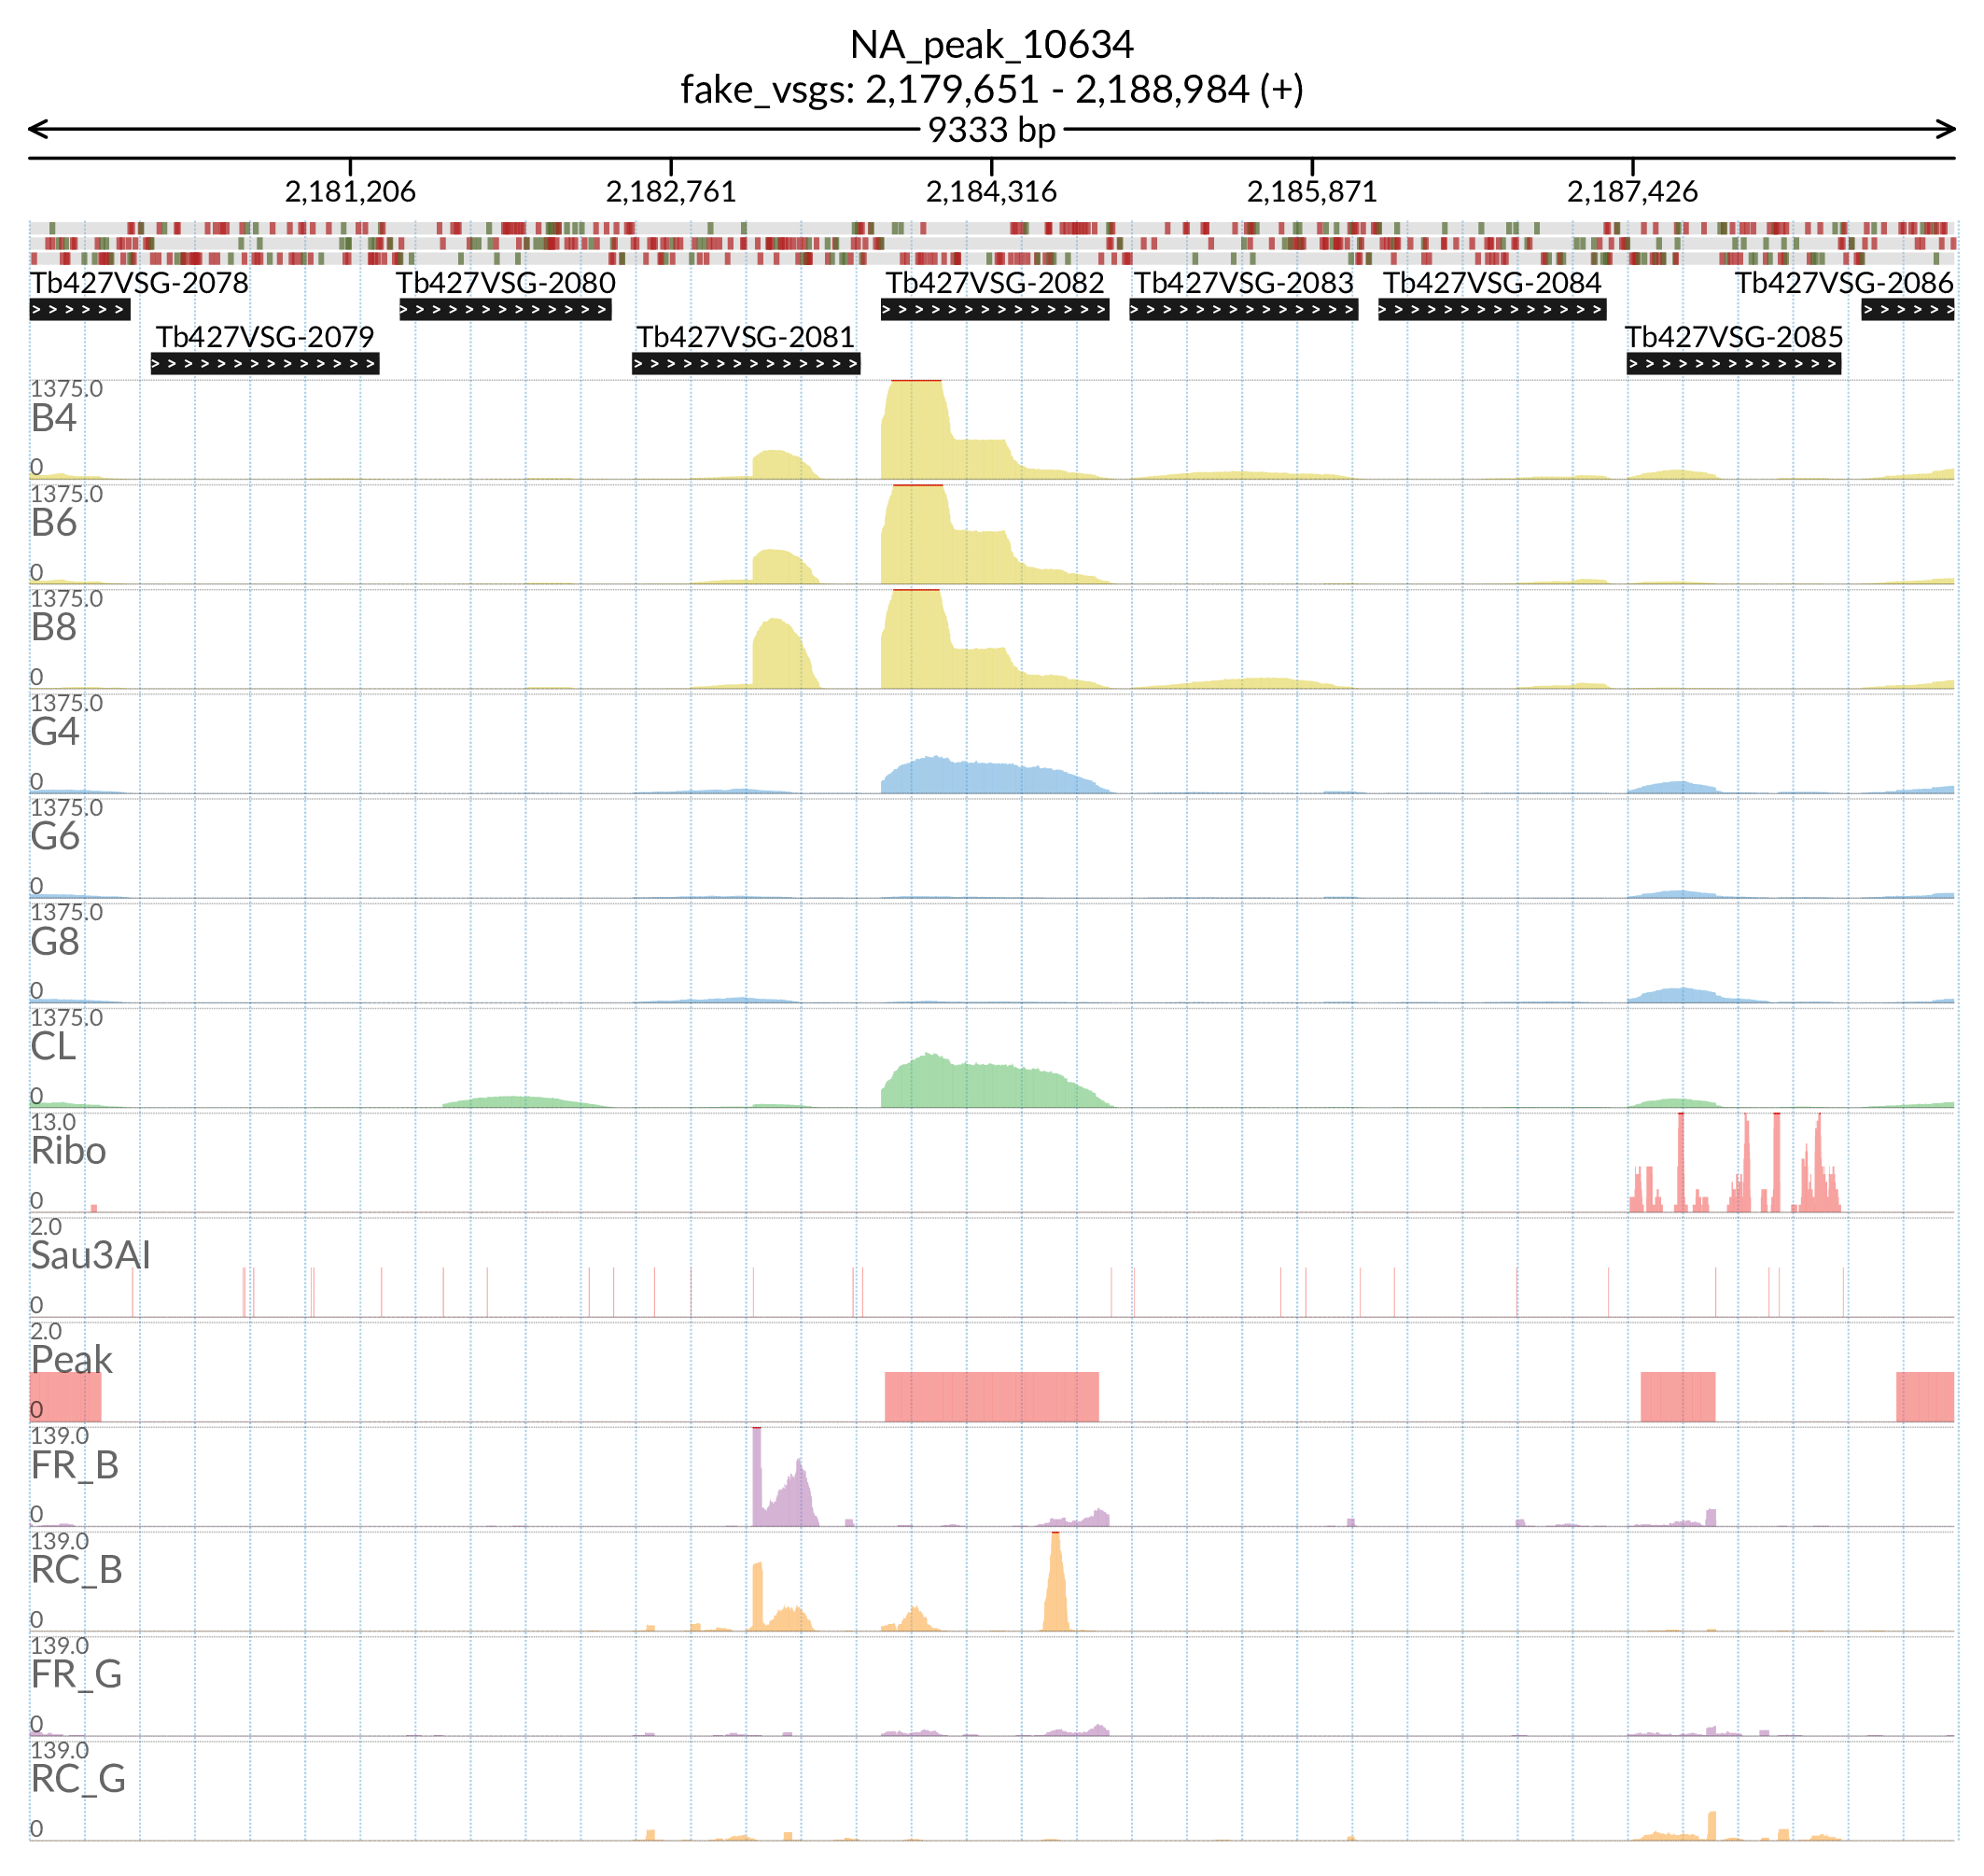 NA_peak_10634
fake_vsgs: 2,179,651 - 2,188,984 (+)
9333 bp
2,181,206 2,182,761 2,184,316 2,185,871 2,187,426
Tb427VSG-2078 Tb427VSG-2080 Tb427VSG-2082 Tb427VSG-2083 Tb427VSG-2084 Tb427VSG-2086
Tb427VSG-2079 Tb427VSG-2081 Tb427VSG-2085
1375.0
B4
0
1375.0
B6
0
1375.0
B8
0
1375.0
G4
0
1375.0
G6
0
1375.0
G8
0
1375.0
CL
0
13.0
Ribo
0
2.0
Sau3AI
0
2.0
Peak
0
139.0
FR_B
0
139.0
RC_B
0
139.0
FR_G
0
139.0
RC_G
0